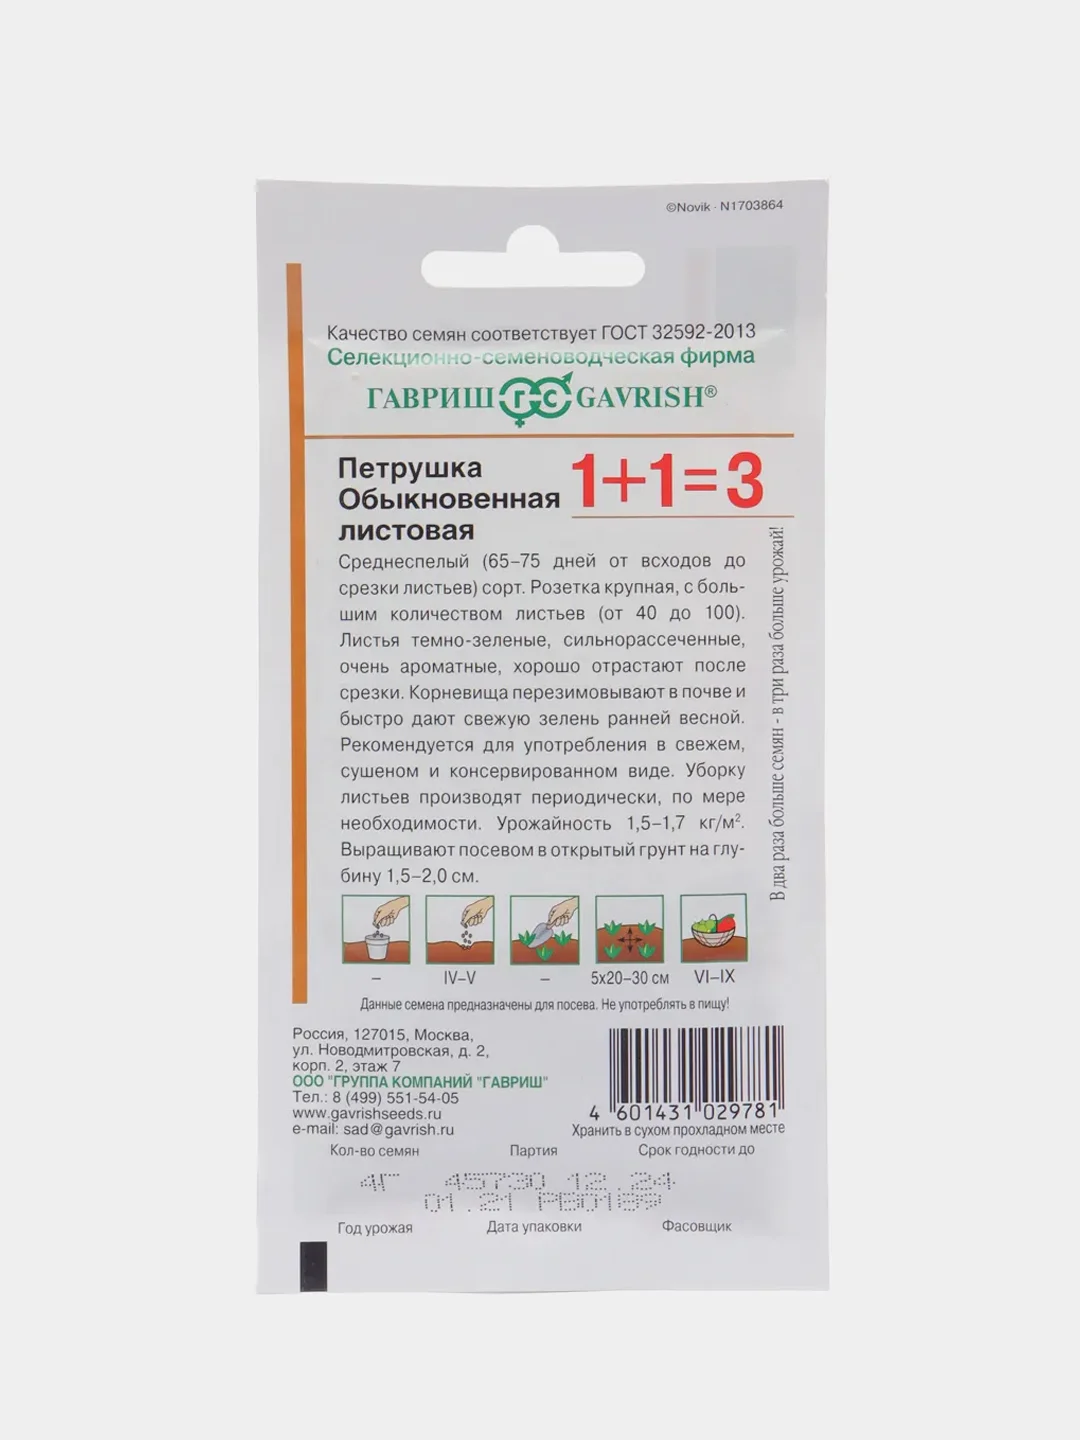 ©Novik · N1703864
Качество семян соответствует ГОСТ 32592-2013
Селекционно-семеноводческая фирма
ГАВРИШ ГС GAVRISH®
Петрушка
Обыкновенная
листовая
1+1=3
Среднеспелый (65–75 дней от всходов до
срезки листьев) сорт. Розетка крупная, с боль-
шим количеством листьев (от 40 до 100).
Листья темно-зеленые, сильнорассеченные,
очень ароматные, хорошо отрастают после
срезки. Корневища перезимовывают в почве и
быстро дают свежую зелень ранней весной.
Рекомендуется для употребления в свежем,
сушеном и консервированном виде. Уборку
листьев производят периодически, по мере
необходимости. Урожайность 1,5–1,7 кг/м².
Выращивают посевом в открытый грунт на глу-
бину 1,5–2,0 см.
В два раза больше семян - в три раза больше урожай!
– IV–V – 5х20–30 см VI–IX
Данные семена предназначены для посева. Не употреблять в пищу!
Россия, 127015, Москва,
ул. Новодмитровская, д. 2,
корп. 2, этаж 7
ООО "ГРУППА КОМПАНИЙ "ГАВРИШ"
Тел.: 8 (499) 551-54-05
www.gavrishseeds.ru
e-mail: sad@gavrish.ru
4 601431 029781
Хранить в сухом прохладном месте
Кол-во семян Партия Срок годности до
4Г 45730 12.24
01.21 РВ0189
Год урожая Дата упаковки Фасовщик